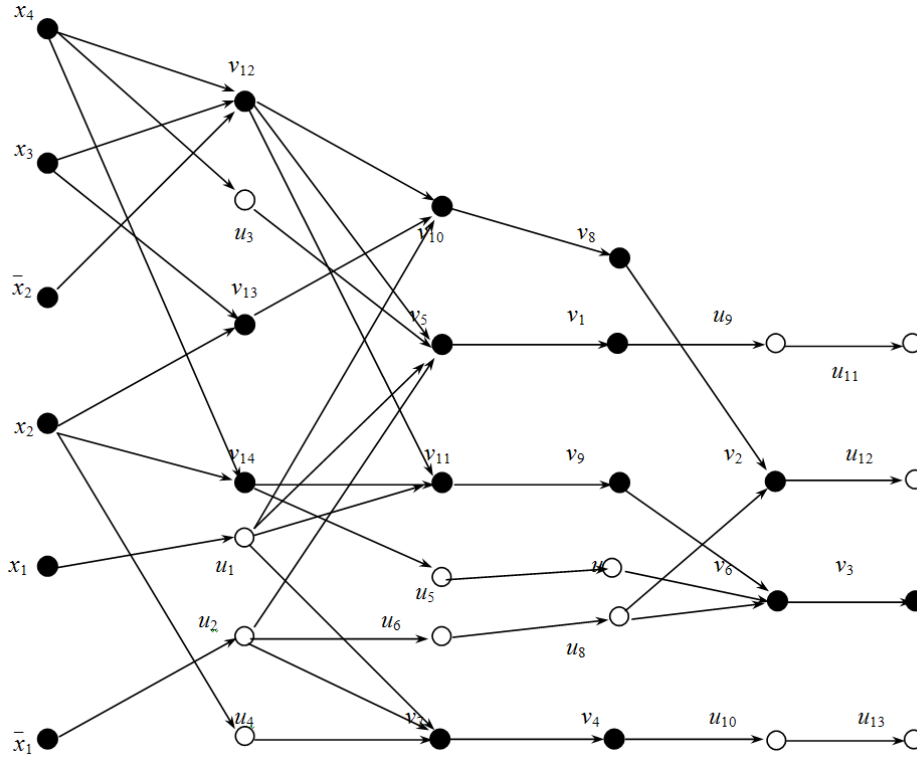 x₄
v₁₂
x₃
u₃
v₁₀
v₈
x̄₂
v₁₃
v₅
v₁
u₉
u₁₁
x₂
v₁₄
v₁₁
v₉
v₂
u₁₂
x₁
u₁
u₅
u
v₆
v₃
u₂
u₆
u₈
x̄₁
u₄
v₄
u₁₀
u₁₃